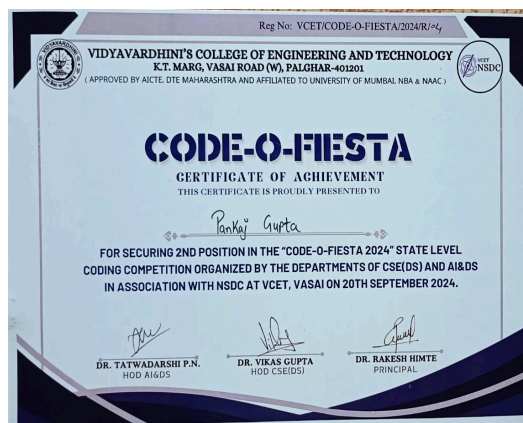 Reg No: VCET/CODE-O-FIESTA/2024/R/04
VIDYAVARDHINI'S COLLEGE OF ENGINEERING AND TECHNOLOGY
K.T. MARG, VASAI ROAD (W), PALGHAR-401201
( APPROVED BY AICTE, DTE MAHARASHTRA AND AFFILIATED TO UNIVERSITY OF MUMBAI, NBA & NAAC )
VCET
NSDC
CODE-O-FIESTA
CERTIFICATE OF ACHIEVEMENT
THIS CERTIFICATE IS PROUDLY PRESENTED TO
Pankaj Gupta
FOR SECURING 2ND POSITION IN THE "CODE-O-FIESTA 2024" STATE LEVEL
CODING COMPETITION ORGANIZED BY THE DEPARTMENTS OF CSE(DS) AND AI&DS
IN ASSOCIATION WITH NSDC AT VCET, VASAI ON 20TH SEPTEMBER 2024.
DR. TATWADARSHI P.N.
HOD AI&DS
DR. VIKAS GUPTA
HOD CSE(DS)
DR. RAKESH HIMTE
PRINCIPAL